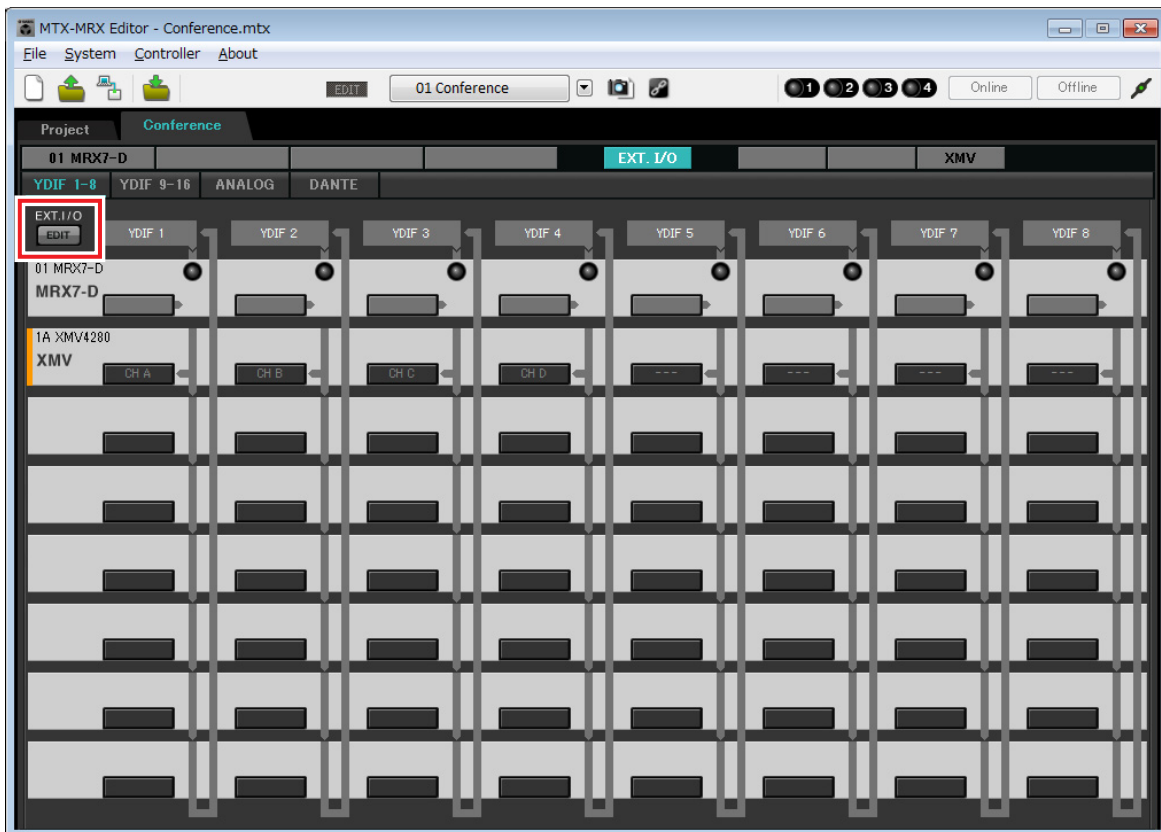 MTX-MRX Editor - Conference.mtx
File System Controller About
EDIT 01 Conference 1 2 3 4 Online Offline
Project Conference
01 MRX7-D EXT. I/O XMV
YDIF 1-8 YDIF 9-16 ANALOG DANTE
EXT.I/O
EDIT YDIF 1 YDIF 2 YDIF 3 YDIF 4 YDIF 5 YDIF 6 YDIF 7 YDIF 8
01 MRX7-D
MRX7-D
1A XMV4280
XMV
CH A CH B CH C CH D --- --- --- ---